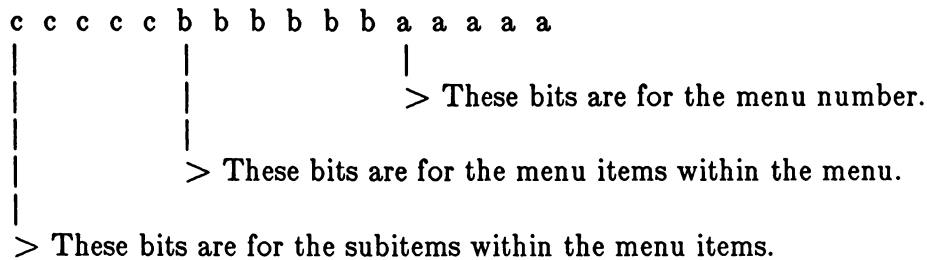 c c c c c b b b b b b a a a a a
> These bits are for the menu number.
> These bits are for the menu items within the menu.
> These bits are for the subitems within the menu items.